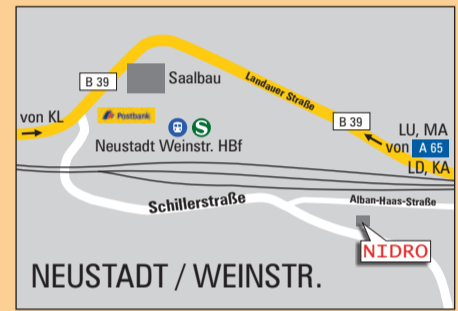 B 39
Saalbau
Landauer Straße
von KL
Postbank
B 39
LU, MA
von A 65
LD, KA
S
Neustadt Weinstr. HBf
Schillerstraße
Alban-Haas-Straße
NIDRO
NEUSTADT / WEINSTR.